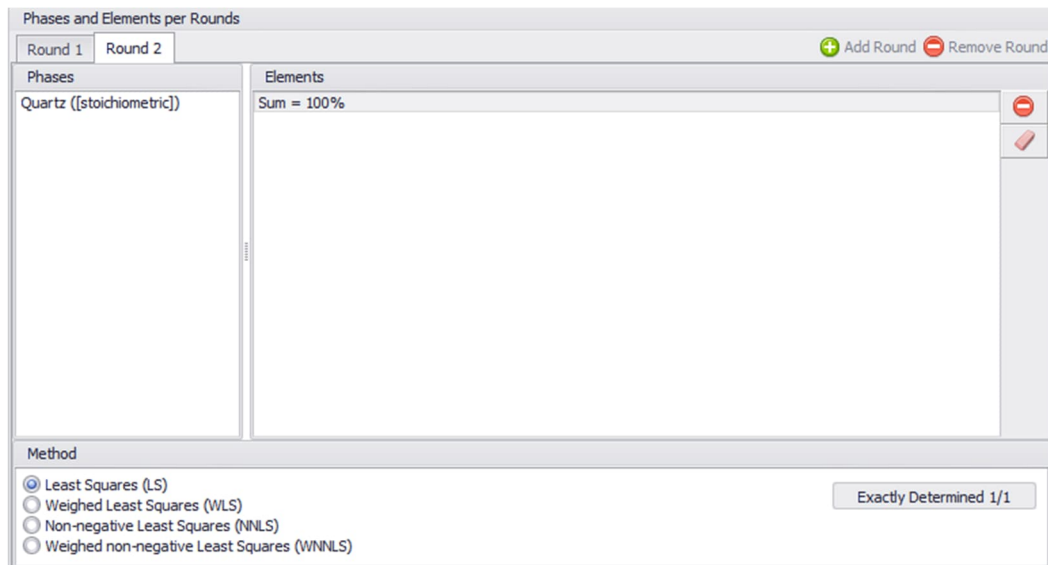 Phases and Elements per Rounds
Round 1 Round 2 Add Round Remove Round
Phases Elements
Quartz ([stoichiometric]) Sum = 100%
Method
Least Squares (LS)
Weighed Least Squares (WLS)
Exactly Determined 1/1
Non-negative Least Squares (NNLS)
Weighed non-negative Least Squares (WNNLS)